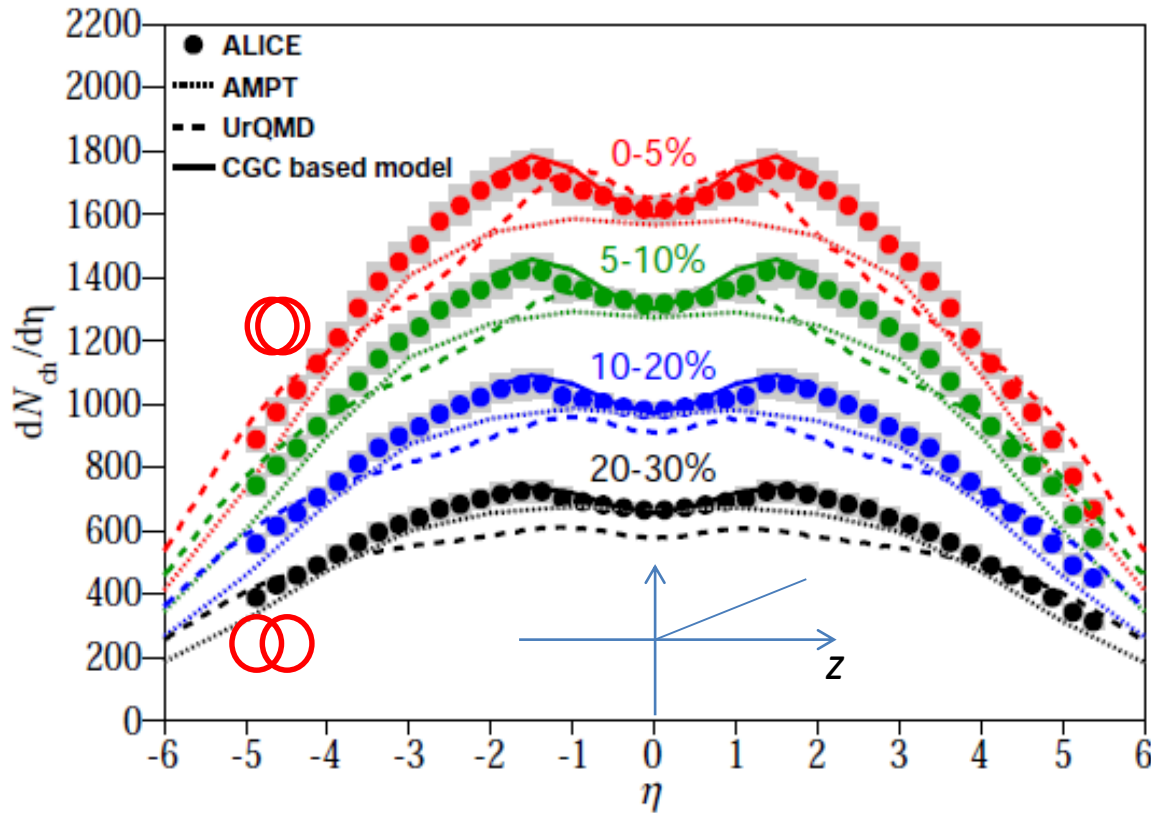 2200
2000
1800
1600
1400
1200
1000
800
600
400
200
0
dN_ch/dη
ALICE
AMPT
UrQMD
CGC based model
0-5%
5-10%
10-20%
20-30%
z
-6 -5 -4 -3 -2 -1 0 1 2 3 4 5 6
η